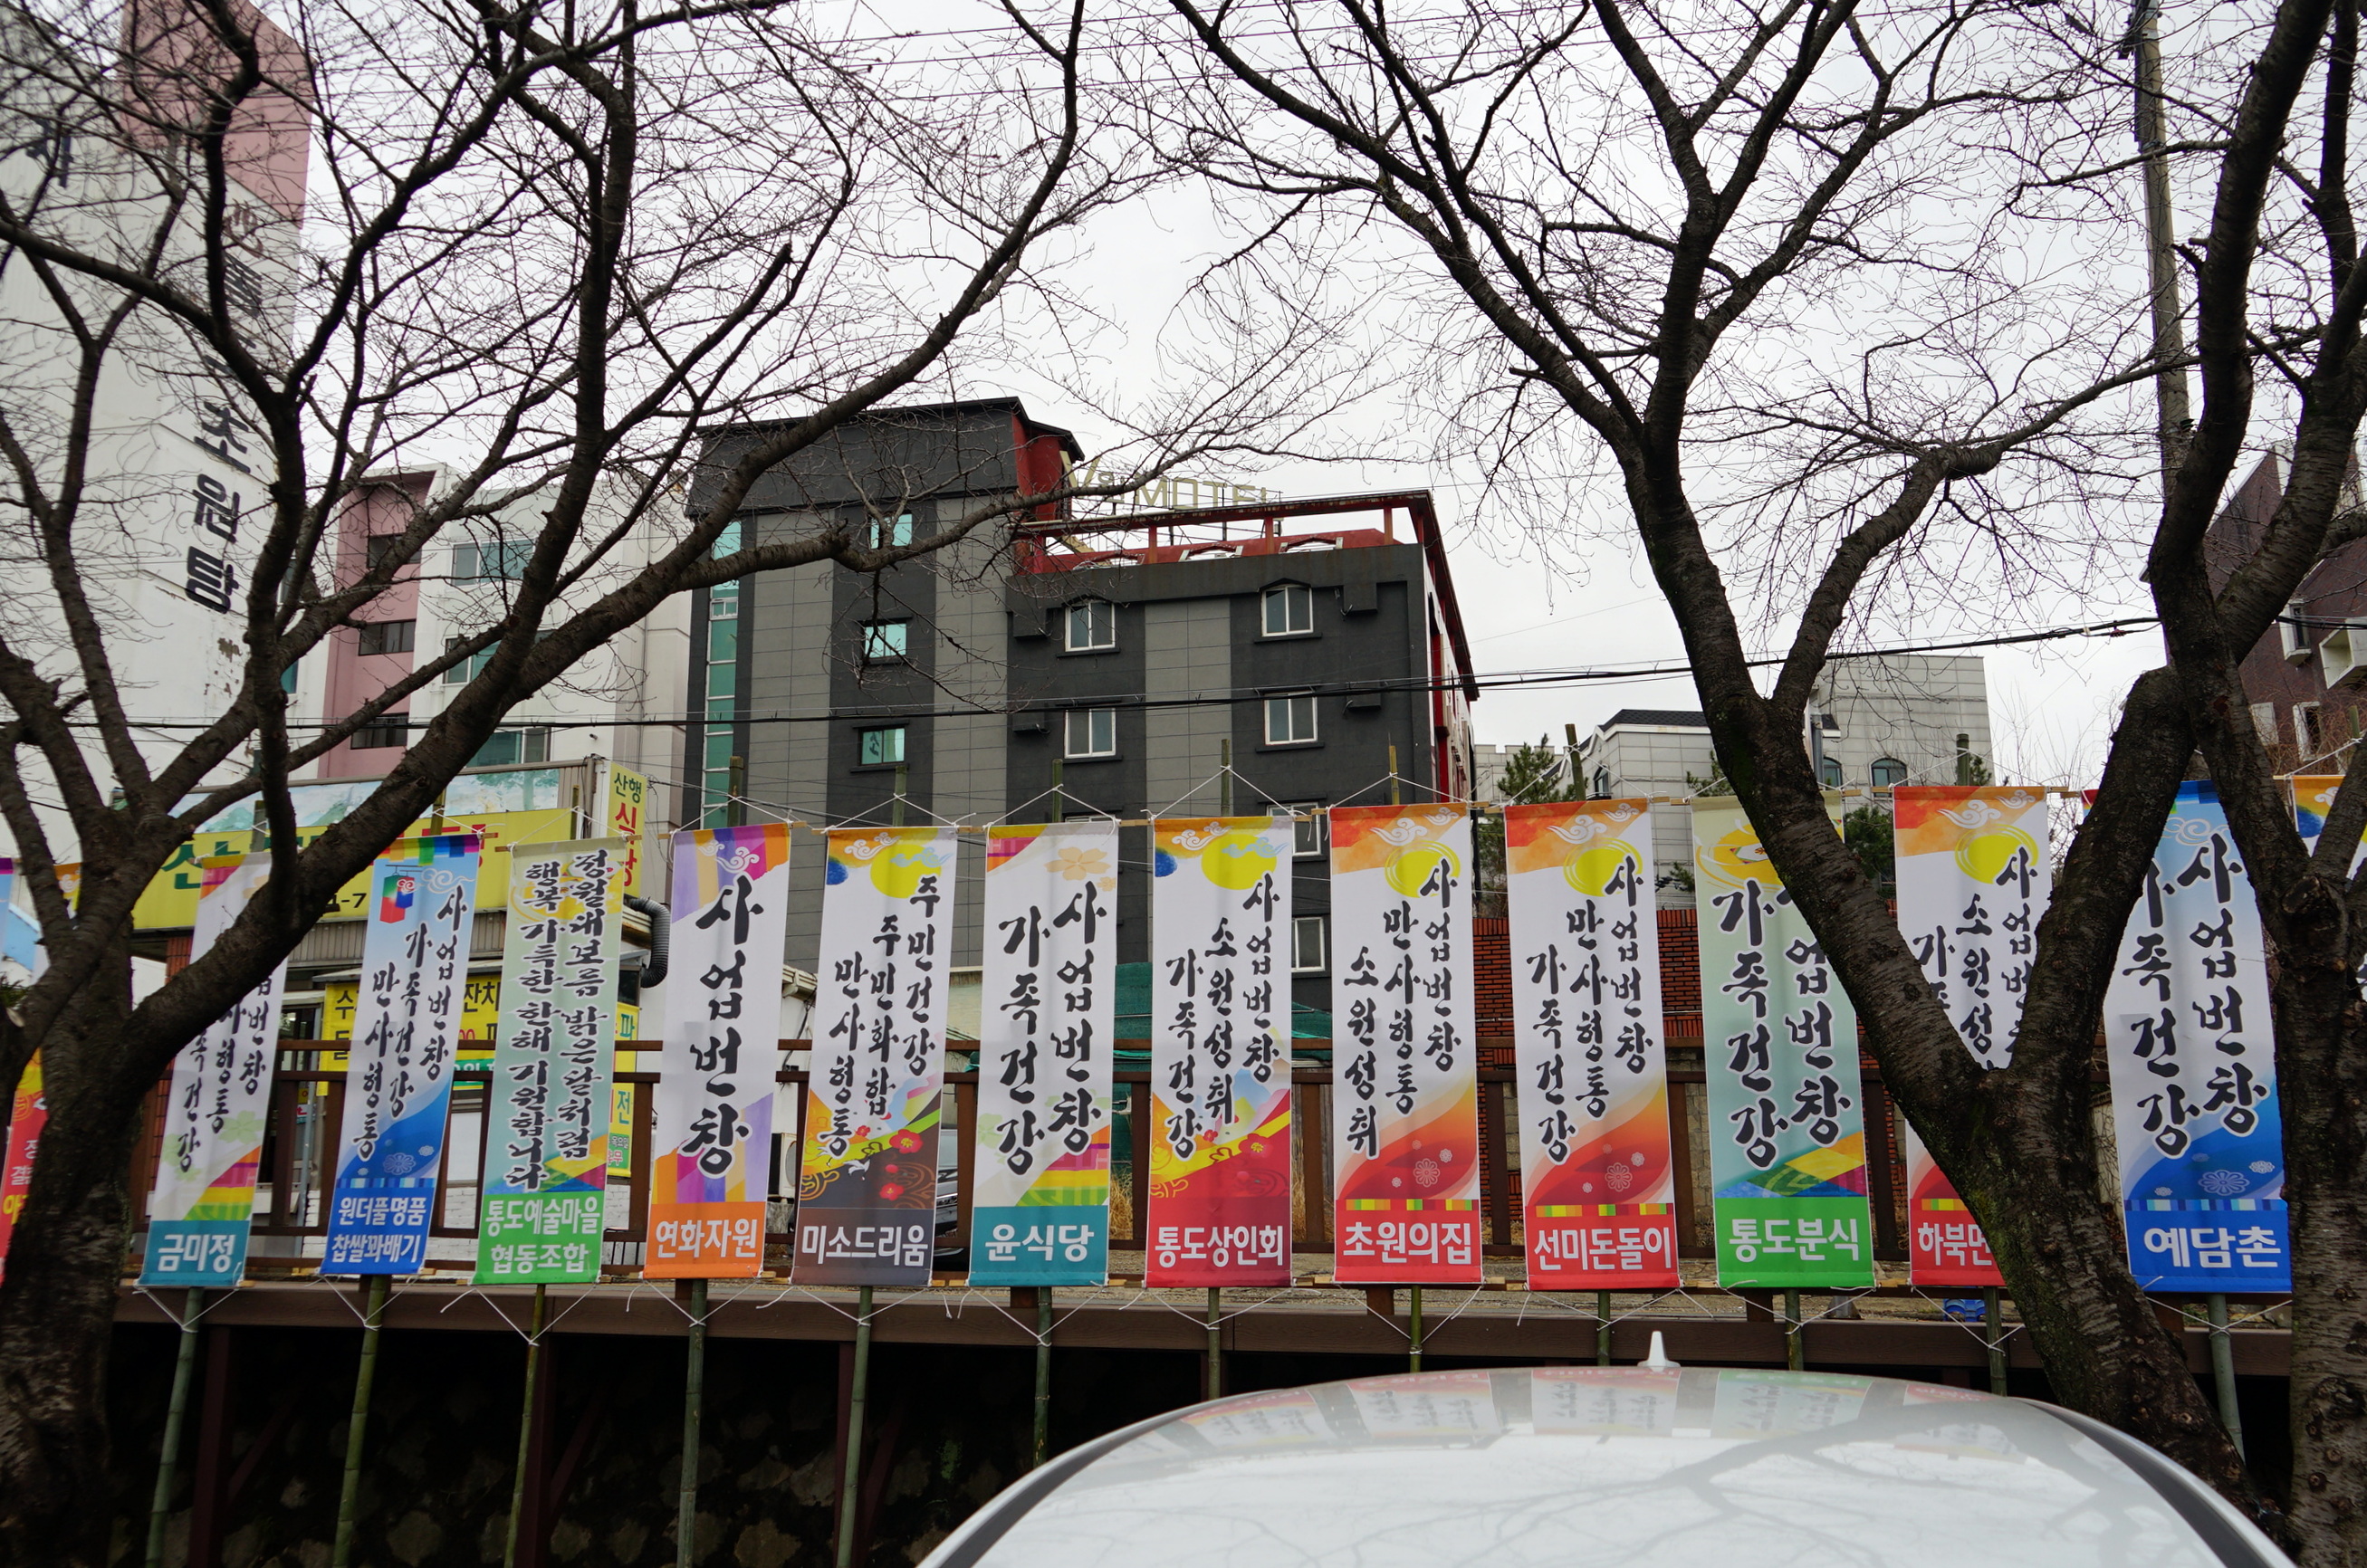 초원탕
MOTEL
산행
식당
사업번창
만사형통
가족건강
금미정
사업번창
가족건강
만사형통
원더풀명품
찹쌀꽈배기
정월대보름 밝은달처럼
행복가득한 한해 기원합니다
통도예술마을
협동조합
사업번창
연화자원
주민건강
주민화합
만사형통
미소드리움
사업번창
가족건강
윤식당
사업번창
소원성취
가족건강
통도상인회
사업번창
만사형통
소원성취
초원의집
사업번창
만사형통
가족건강
선미돈돌이
사업번창
가족건강
통도분식
사업번창
소원성
가족
하북면
사업번창
가족건강
예담촌